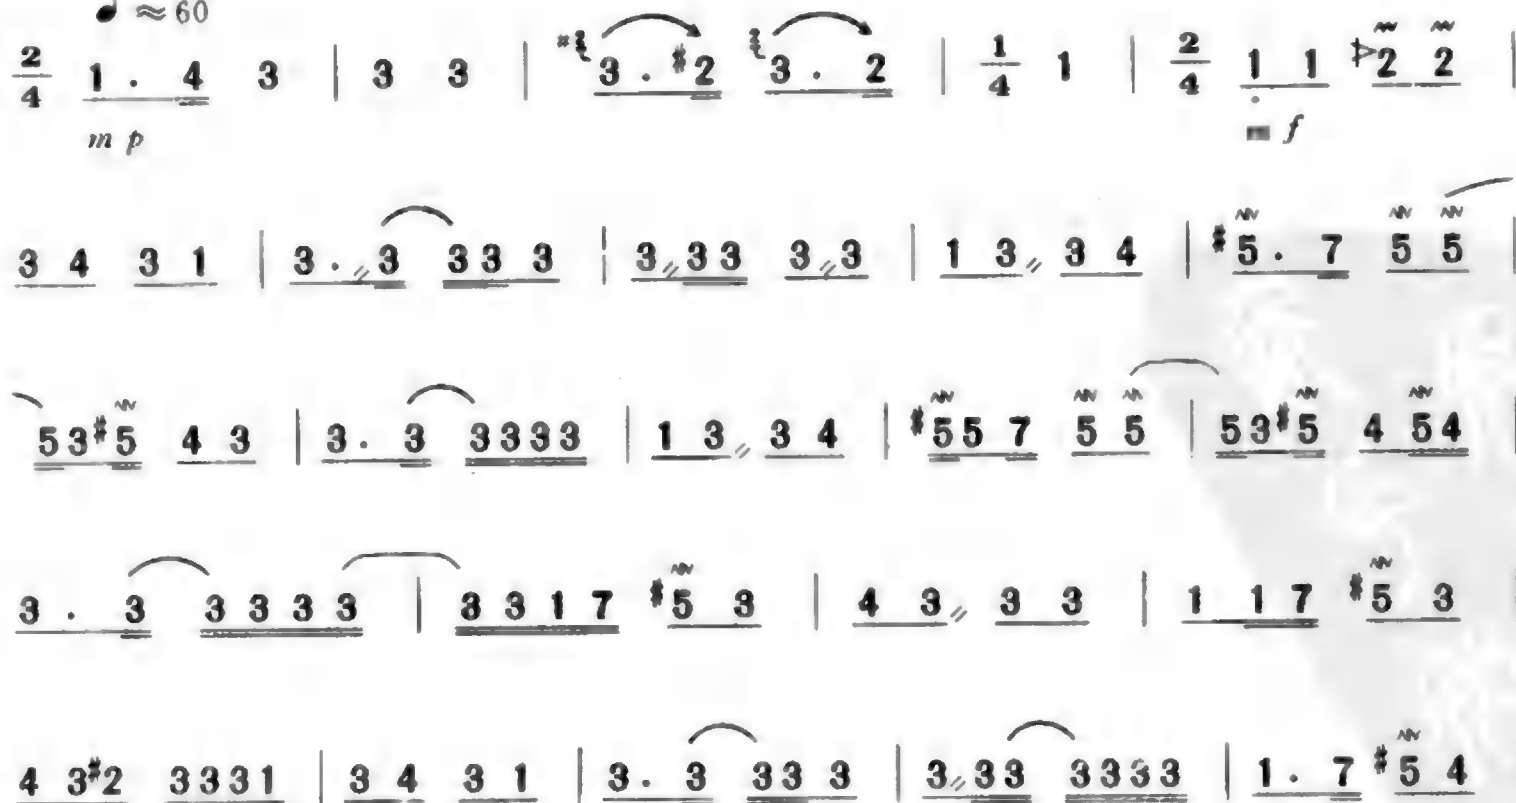 ♩ ≈ 60
2/4 1 . 4 3 | 3 3 | 3 . #2 3 . 2 | 1/4 1 | 2/4 1 1 2 2 |
m p m f
3 4 3 1 | 3 . 3 3 3 3 | 3 3 3 3 3 | 1 3 3 4 | #5 . 7 5 5 |
5 3 #5 4 3 | 3 . 3 3 3 3 3 | 1 3 3 4 | #5 5 7 5 5 | 5 3 #5 4 5 4 |
3 . 3 3 3 3 3 | 3 3 1 7 #5 3 | 4 3 3 3 | 1 1 7 #5 3 |
4 3 #2 3 3 3 1 | 3 4 3 1 | 3 . 3 3 3 3 | 3 3 3 3 3 3 3 | 1 . 7 #5 4